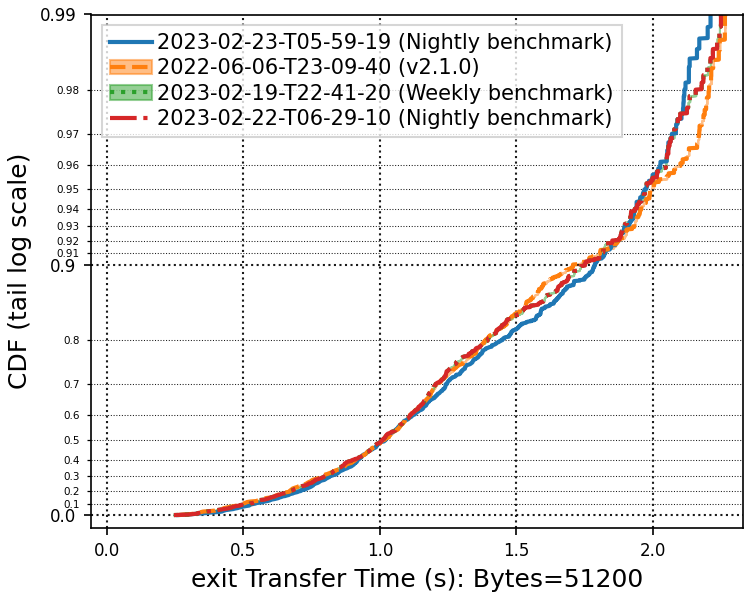 0.99
2023-02-23-T05-59-19 (Nightly benchmark)
2022-06-06-T23-09-40 (v2.1.0)
2023-02-19-T22-41-20 (Weekly benchmark)
2023-02-22-T06-29-10 (Nightly benchmark)
0.98
0.97
0.96
0.95
0.94
0.93
0.92
0.91
0.9
0.8
0.7
0.6
0.5
0.4
0.3
0.2
0.1
0.0
CDF (tail log scale)
0.0 0.5 1.0 1.5 2.0
exit Transfer Time (s): Bytes=51200